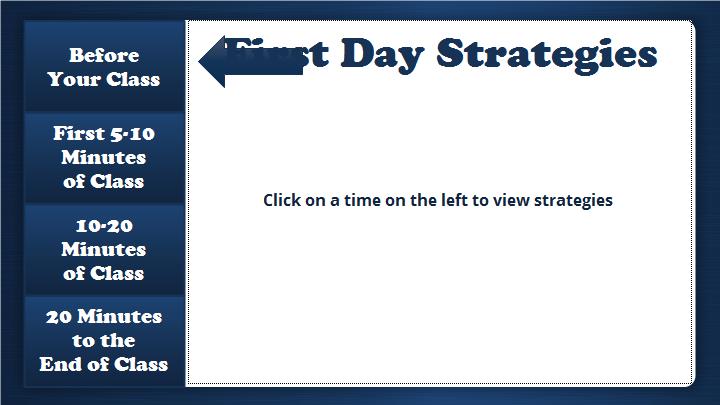 Before
Your Class
First 5-10
Minutes
of Class
10-20
Minutes
of Class
20 Minutes
to the
End of Class
First Day Strategies
Click on a time on the left to view strategies